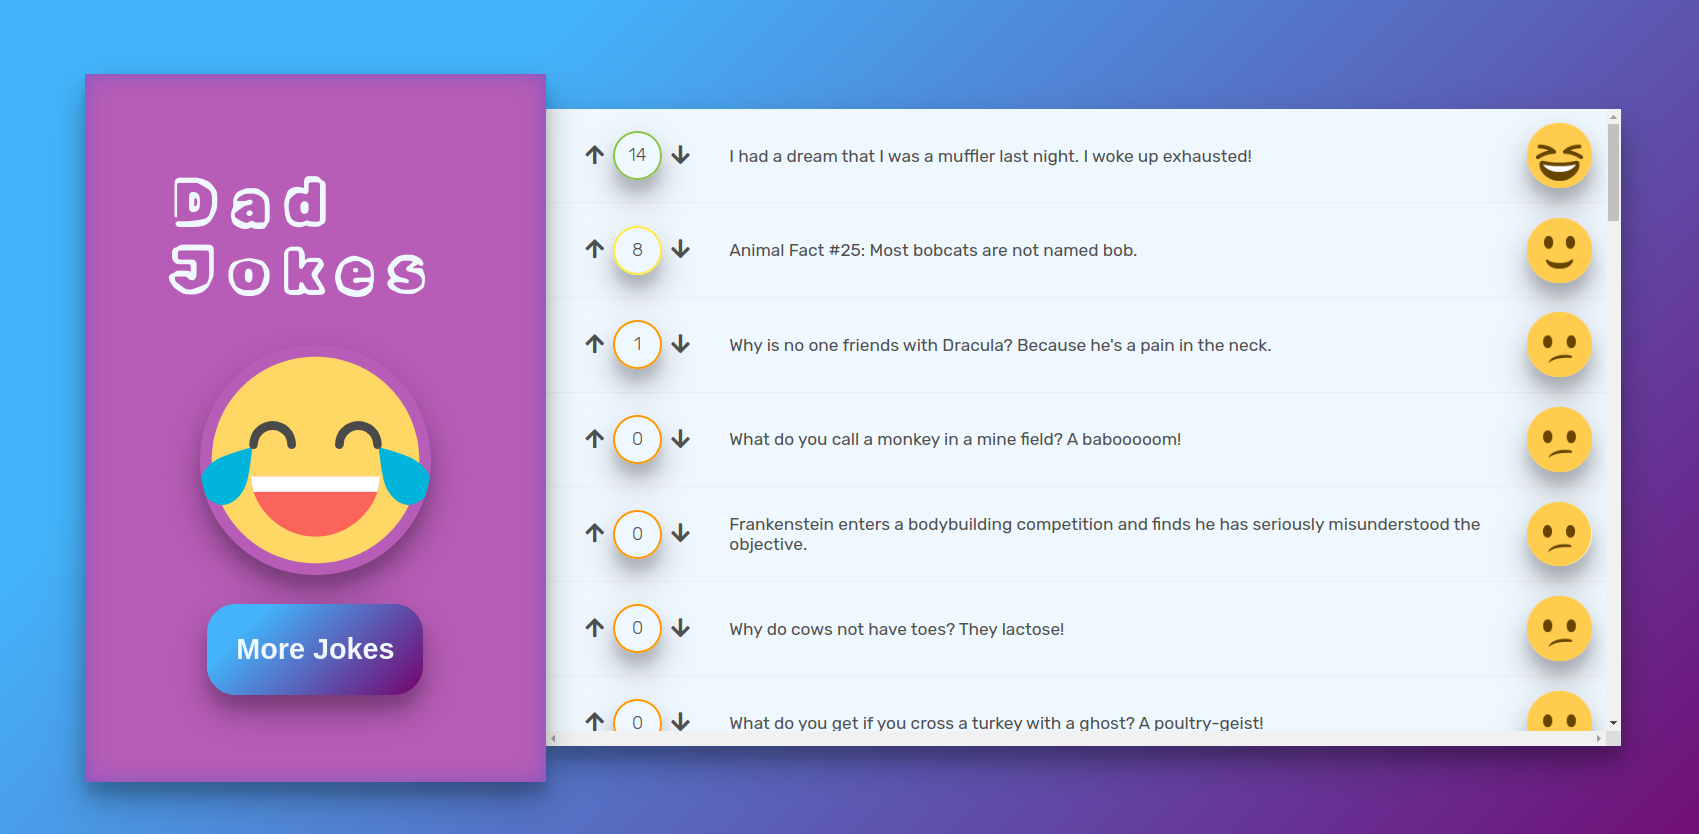 Dad
Jokes
More Jokes
14 I had a dream that I was a muffler last night. I woke up exhausted!
8 Animal Fact #25: Most bobcats are not named bob.
1 Why is no one friends with Dracula? Because he's a pain in the neck.
0 What do you call a monkey in a mine field? A babooooom!
0 Frankenstein enters a bodybuilding competition and finds he has seriously misunderstood the
objective.
0 Why do cows not have toes? They lactose!
0 What do you get if you cross a turkey with a ghost? A poultry-geist!